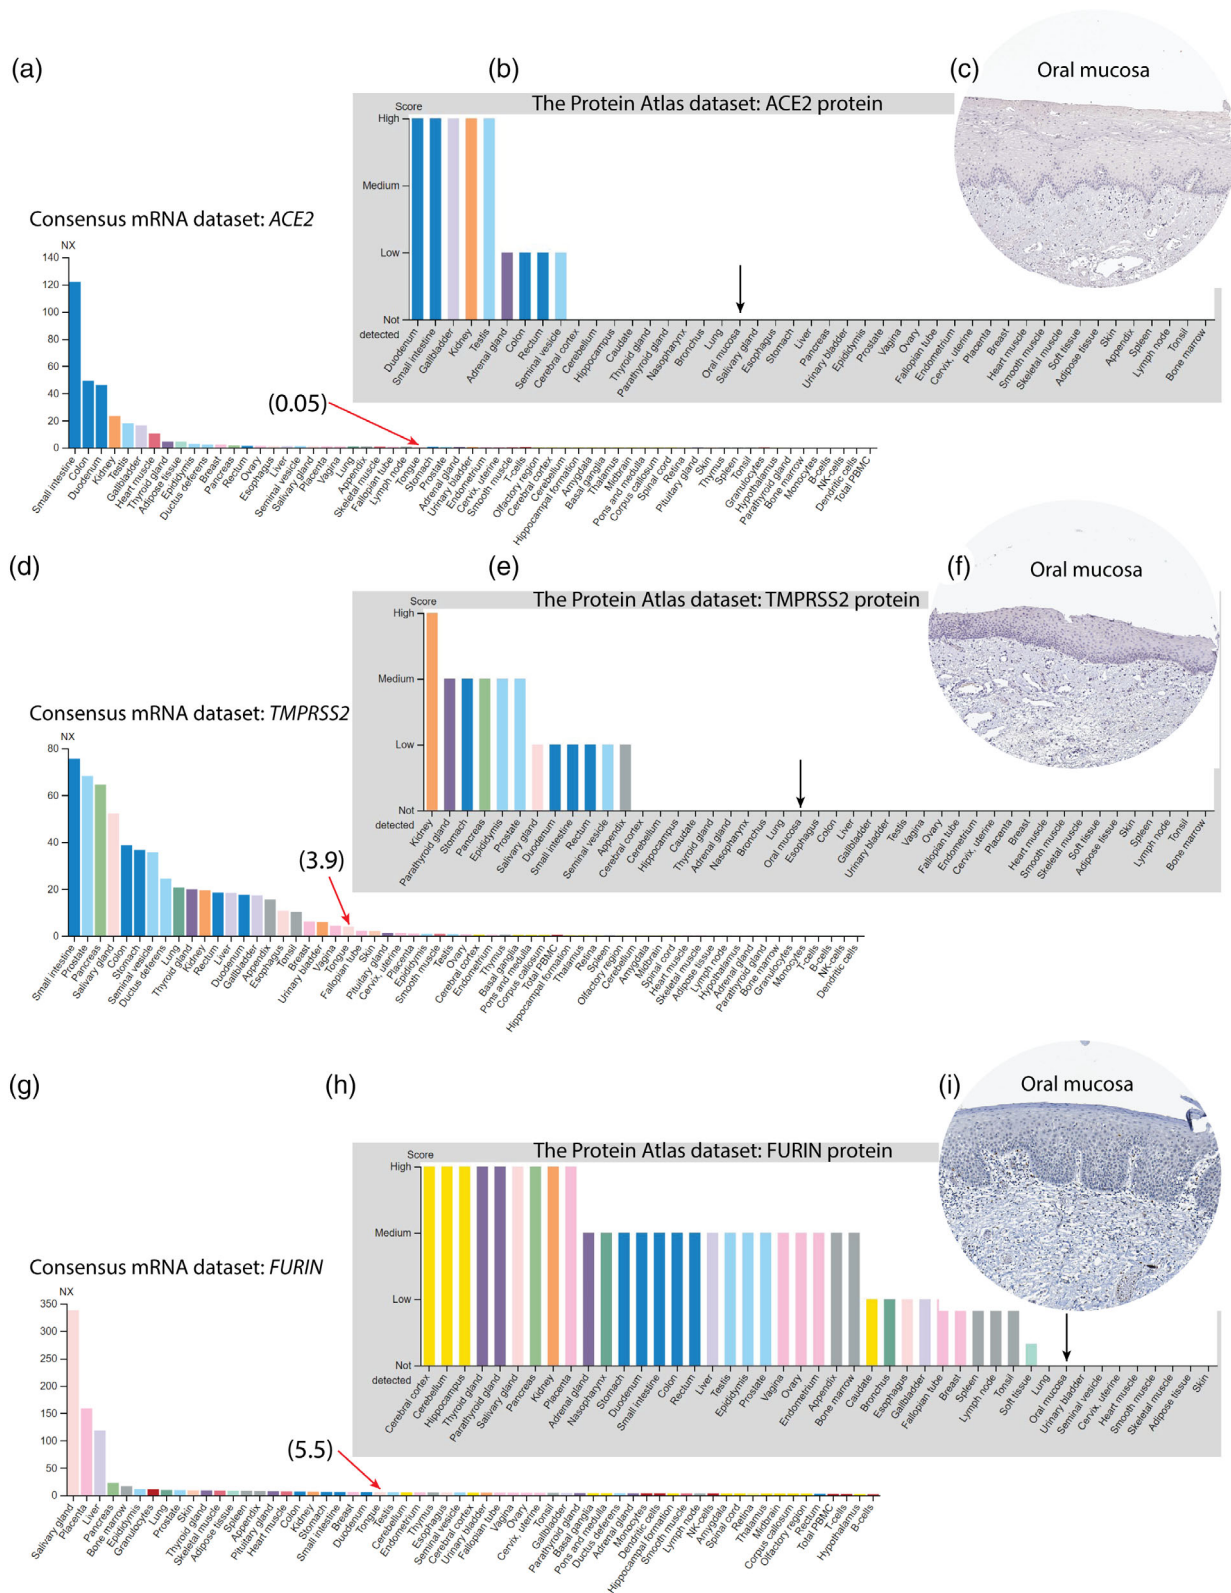 (a)
(b)
(c)
Oral mucosa
The Protein Atlas dataset: ACE2 protein
Score
High
Medium
Low
Not
detected
Duodenum
Small intestine
Gallbladder
Kidney
Testis
Adrenal gland
Colon
Rectum
Seminal vesicle
Cerebral cortex
Cerebellum
Hippocampus
Caudate
Thyroid gland
Parathyroid gland
Nasopharynx
Bronchus
Lung
Oral mucosa
Salivary gland
Esophagus
Stomach
Liver
Pancreas
Urinary bladder
Epididymis
Prostate
Vagina
Ovary
Fallopian tube
Endometrium
Cervix, uterine
Placenta
Breast
Heart muscle
Smooth muscle
Skeletal muscle
Soft tissue
Adipose tissue
Skin
Appendix
Spleen
Lymph node
Tonsil
Bone marrow
Consensus mRNA dataset: ACE2
NX
140
120
100
80
60
40
20
0
(0.05)
Small intestine
Colon
Duodenum
Kidney
Testis
Gallbladder
Heart muscle
Thyroid gland
Adipose tissue
Epididymis
Ductus deferens
Breast
Pancreas
Rectum
Ovary
Esophagus
Liver
Seminal vesicle
Salivary gland
Placenta
Vagina
Lung
Appendix
Skeletal muscle
Fallopian tube
Lymph node
Tongue
Stomach
Prostate
Adrenal gland
Urinary bladder
Endometrium
Cervix, uterine
Smooth muscle
T-cells
Olfactory region
Cerebral cortex
Cerebellum
Hippocampal formation
Amygdala
Basal ganglia
Thalamus
Midbrain
Pons and medulla
Corpus callosum
Spinal cord
Retina
Pituitary gland
Skin
Thymus
Spleen
Tonsil
Granulocytes
Hypothalamus
Parathyroid gland
Bone marrow
Monocytes
B-cells
NK-cells
Dendritic cells
Total PBMC
(d)
(e)
(f)
Oral mucosa
The Protein Atlas dataset: TMPRSS2 protein
Score
High
Medium
Low
Not
detected
Kidney
Parathyroid gland
Stomach
Pancreas
Epididymis
Prostate
Salivary gland
Duodenum
Small intestine
Rectum
Seminal vesicle
Appendix
Cerebral cortex
Cerebellum
Hippocampus
Caudate
Thyroid gland
Adrenal gland
Nasopharynx
Bronchus
Lung
Oral mucosa
Esophagus
Colon
Liver
Gallbladder
Urinary bladder
Testis
Vagina
Ovary
Fallopian tube
Endometrium
Cervix, uterine
Placenta
Breast
Heart muscle
Smooth muscle
Skeletal muscle
Soft tissue
Adipose tissue
Skin
Spleen
Lymph node
Tonsil
Bone marrow
Consensus mRNA dataset: TMPRSS2
NX
80
60
40
20
0
(3.9)
Small intestine
Prostate
Pancreas
Salivary gland
Colon
Stomach
Seminal vesicle
Ductus deferens
Lung
Thyroid gland
Kidney
Rectum
Liver
Duodenum
Gallbladder
Appendix
Esophagus
Tonsil
Breast
Urinary bladder
Vagina
Tongue
Fallopian tube
Skin
Pituitary gland
Cervix, uterine
Placenta
Epididymis
Smooth muscle
Testis
Ovary
Cerebral cortex
Endometrium
Thymus
Basal ganglia
Pons and medulla
Corpus callosum
Total PBMC
Hippocampal formation
Thalamus
Retina
Spleen
Olfactory region
Cerebellum
Amygdala
Midbrain
Spinal cord
Heart muscle
Skeletal muscle
Adipose tissue
Lymph node
Hypothalamus
Adrenal gland
Parathyroid gland
Bone marrow
Granulocytes
Monocytes
T-cells
B-cells
NK-cells
Dendritic cells
(g)
(h)
(i)
Oral mucosa
The Protein Atlas dataset: FURIN protein
Score
High
Medium
Low
Not
detected
Cerebral cortex
Cerebellum
Hippocampus
Thyroid gland
Parathyroid gland
Salivary gland
Pancreas
Kidney
Placenta
Adrenal gland
Nasopharynx
Stomach
Duodenum
Small intestine
Colon
Rectum
Liver
Testis
Epididymis
Prostate
Vagina
Ovary
Endometrium
Appendix
Bone marrow
Caudate
Bronchus
Esophagus
Gallbladder
Fallopian tube
Breast
Spleen
Lymph node
Tonsil
Soft tissue
Lung
Oral mucosa
Urinary bladder
Seminal vesicle
Cervix, uterine
Heart muscle
Smooth muscle
Skeletal muscle
Adipose tissue
Skin
Consensus mRNA dataset: FURIN
NX
350
300
250
200
150
100
50
0
(5.5)
Salivary gland
Placenta
Liver
Pancreas
Bone marrow
Epididymis
Granulocytes
Lung
Prostate
Skin
Thyroid gland
Skeletal muscle
Adipose tissue
Spleen
Appendix
Pituitary gland
Heart muscle
Colon
Kidney
Stomach
Small intestine
Breast
Duodenum
Tongue
Testis
Cerebellum
Endometrium
Thymus
Esophagus
Seminal vesicle
Cerebral cortex
Urinary bladder
Fallopian tube
Vagina
Ovary
Cervix, uterine
Tonsil
Gallbladder
Parathyroid gland
Basal ganglia
Pons and medulla
Ductus deferens
Adrenal gland
Monocytes
Dendritic cells
Hippocampal formation
Smooth muscle
Lymph node
NK-cells
Amygdala
Spinal cord
Retina
Thalamus
Midbrain
Corpus callosum
Olfactory region
Rectum
Total PBMC
T-cells
Hypothalamus
B-cells